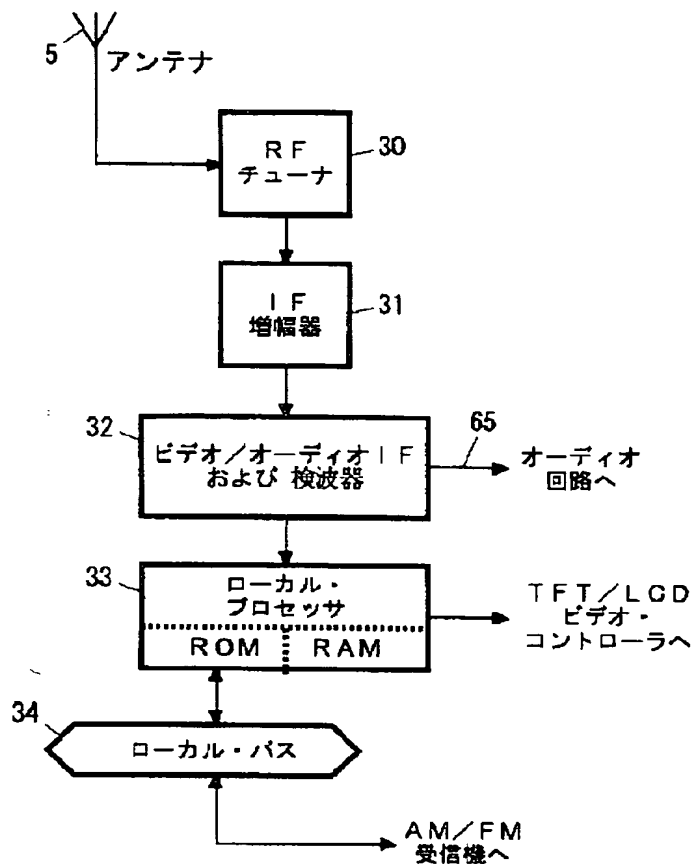 5
アンテナ
RF
チューナ
30
IF
増幅器
31
32
ビデオ/オーディオIF
および 検波器
65
オーディオ
回路へ
33
ローカル・
プロセッサ
ROM
RAM
TFT/LCD
ビデオ・
コントローラへ
34
ローカル・バス
AM/FM
受信機へ